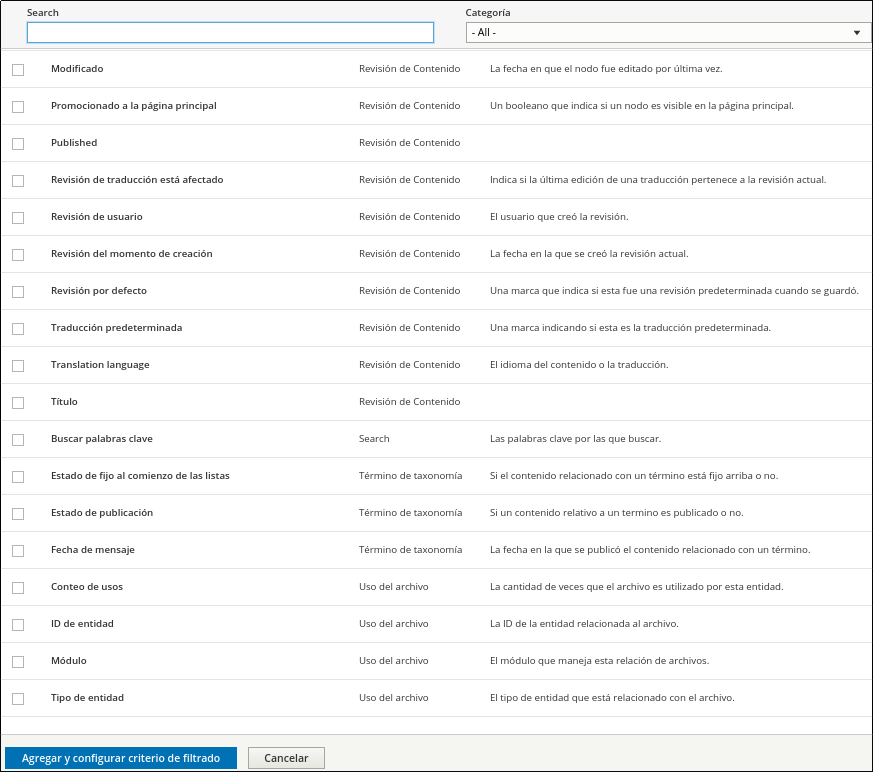 Search Categoría
- All -
Modificado Revisión de Contenido La fecha en que el nodo fue editado por última vez.
Promocionado a la página principal Revisión de Contenido Un booleano que indica si un nodo es visible en la página principal.
Published Revisión de Contenido
Revisión de traducción está afectado Revisión de Contenido Indica si la última edición de una traducción pertenece a la revisión actual.
Revisión de usuario Revisión de Contenido El usuario que creó la revisión.
Revisión del momento de creación Revisión de Contenido La fecha en la que se creó la revisión actual.
Revisión por defecto Revisión de Contenido Una marca que indica si esta fue una revisión predeterminada cuando se guardó.
Traducción predeterminada Revisión de Contenido Una marca indicando si esta es la traducción predeterminada.
Translation language Revisión de Contenido El idioma del contenido o la traducción.
Título Revisión de Contenido
Buscar palabras clave Search Las palabras clave por las que buscar.
Estado de fijo al comienzo de las listas Término de taxonomía Si el contenido relacionado con un término está fijo arriba o no.
Estado de publicación Término de taxonomía Si un contenido relativo a un termino es publicado o no.
Fecha de mensaje Término de taxonomía La fecha en la que se publicó el contenido relacionado con un término.
Conteo de usos Uso del archivo La cantidad de veces que el archivo es utilizado por esta entidad.
ID de entidad Uso del archivo La ID de la entidad relacionada al archivo.
Módulo Uso del archivo El módulo que maneja esta relación de archivos.
Tipo de entidad Uso del archivo El tipo de entidad que está relacionado con el archivo.
Agregar y configurar criterio de filtrado Cancelar